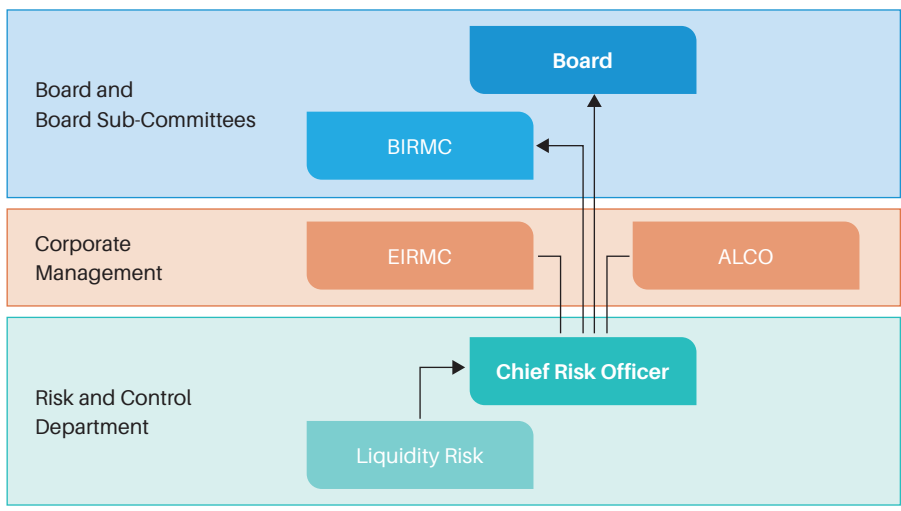 Board and
Board Sub-Committees
Board
BIRMC
Corporate
Management
EIRMC
ALCO
Risk and Control
Department
Chief Risk Officer
Liquidity Risk